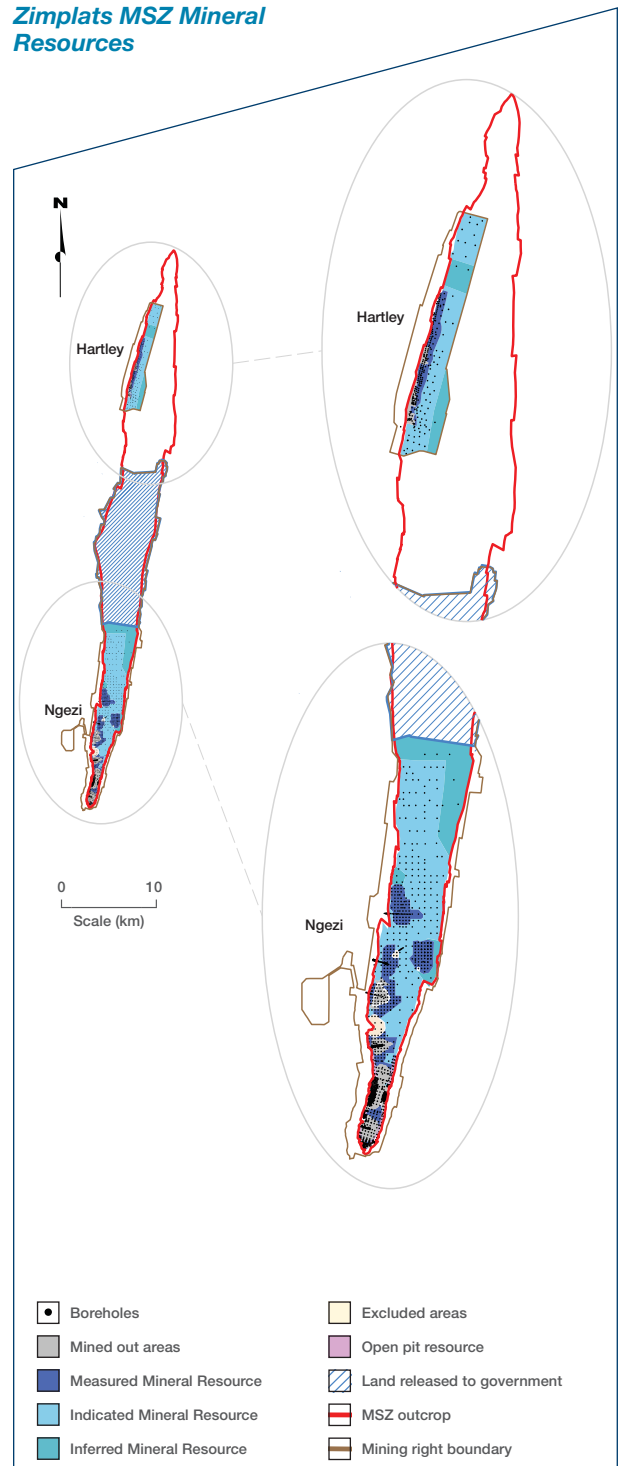 Zimplats MSZ Mineral
Resources
N
Hartley
Hartley
Ngezi
Ngezi
0 10
Scale (km)
Boreholes
Mined out areas
Measured Mineral Resource
Indicated Mineral Resource
Inferred Mineral Resource
Excluded areas
Open pit resource
Land released to government
MSZ outcrop
Mining right boundary